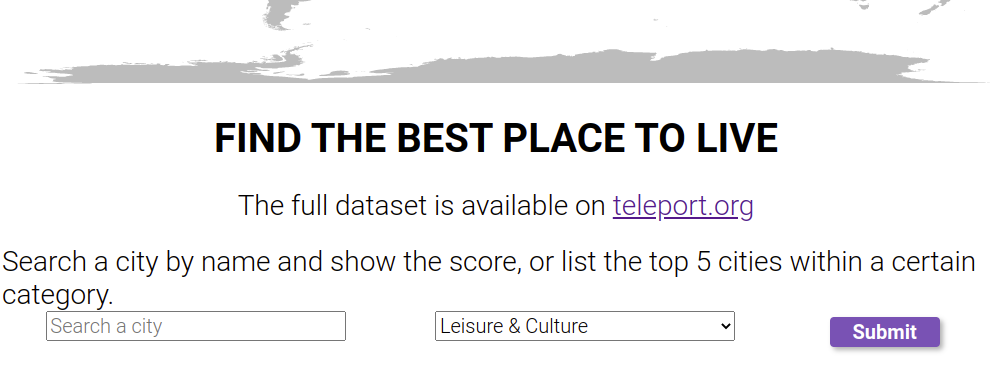 FIND THE BEST PLACE TO LIVE
The full dataset is available on teleport.org
Search a city by name and show the score, or list the top 5 cities within a certain
category.
Search a city Leisure & Culture Submit